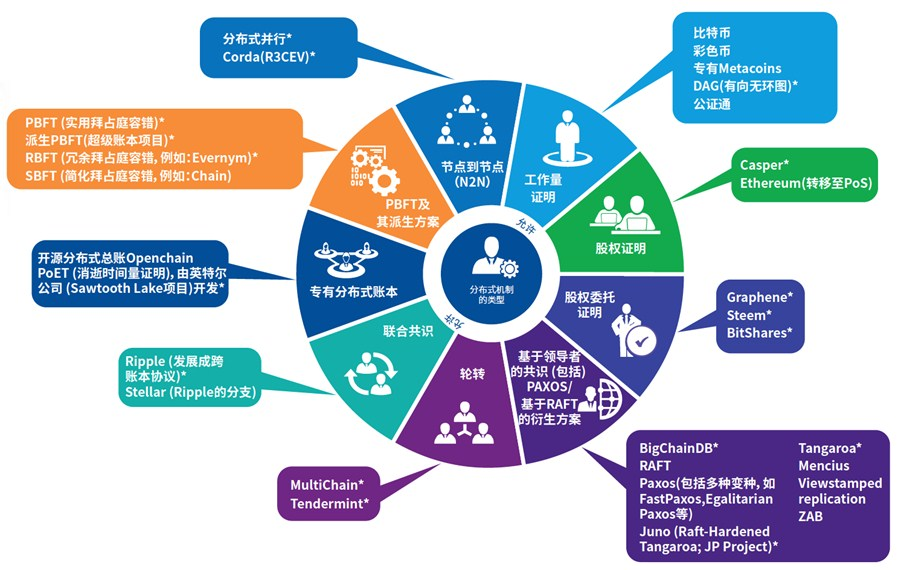 分布式并行*
Corda(R3CEV)*
比特币
彩色币
专有Metacoins
DAG(有向无环图)*
公证通
PBFT (实用拜占庭容错)*
派生PBFT(超级账本项目)*
RBFT (冗余拜占庭容错, 例如：Evernym)*
SBFT (简化拜占庭容错, 例如：Chain)
Casper*
Ethereum(转移至PoS)
节点到节点
（N2N）
工作量
证明
PBFT及
其派生方案
股权证明
允许
分布式机制
的类型
允许
专有分布式账本
股权委托
证明
开源分布式总账Openchain
PoET (消逝时间量证明), 由英特尔
公司 (Sawtooth Lake项目)开发*
Graphene*
Steem*
BitShares*
联合共识
轮转
基于领导者
的共识 (包括)
PAXOS/
基于RAFT
的衍生方案
Ripple (发展成跨
账本协议)*
Stellar (Ripple的分支)
MultiChain*
Tendermint*
BigChainDB*
RAFT
Paxos(包括多种变种, 如
FastPaxos,Egalitarian
Paxos等)
Juno (Raft-Hardened
Tangaroa; JP Project)*
Tangaroa*
Mencius
Viewstamped
replication
ZAB